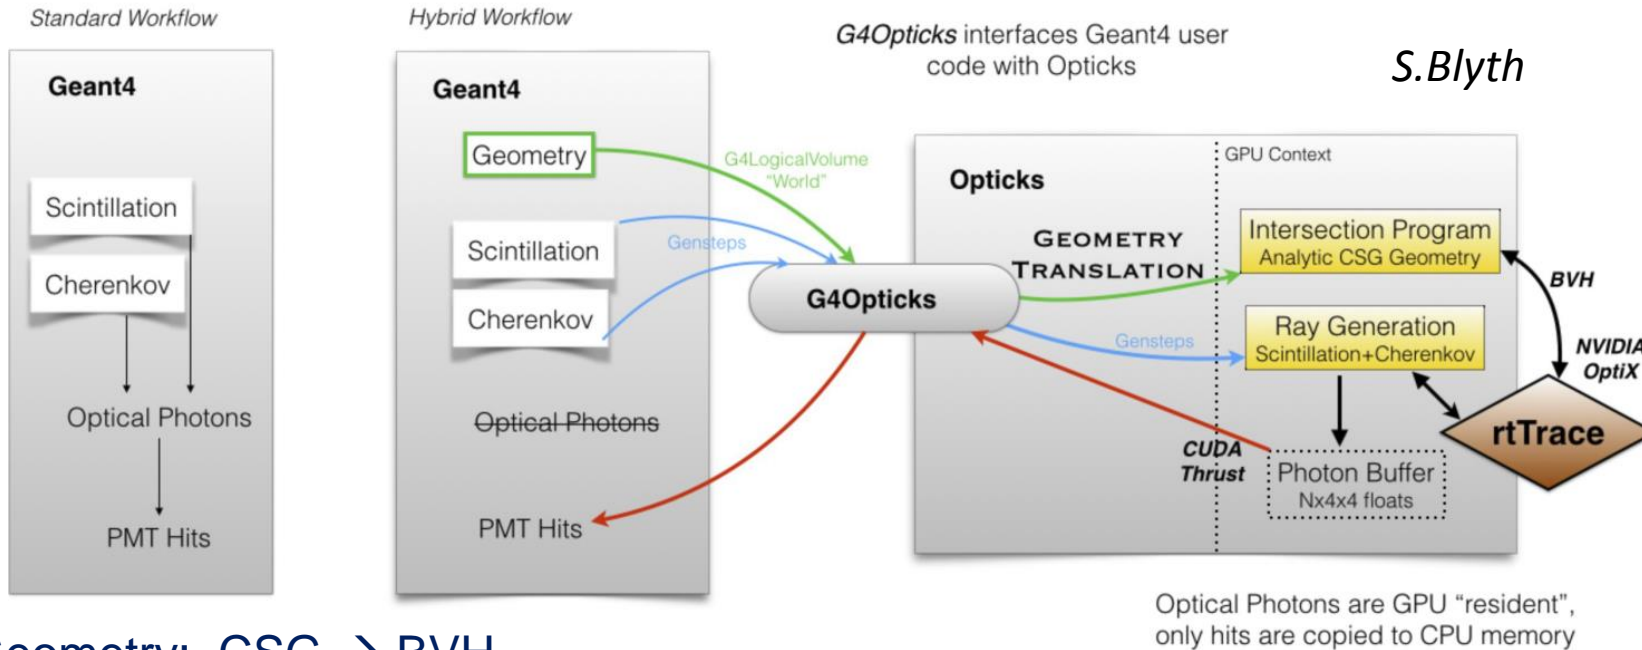 Standard Workflow
Geant4
Scintillation
Cherenkov
Optical Photons
PMT Hits
Hybrid Workflow
Geant4
Geometry
Scintillation
Cherenkov
Optical Photons
PMT Hits
G4LogicalVolume
"World"
Gensteps
G4Opticks interfaces Geant4 user
code with Opticks
S.Blyth
G4Opticks
Opticks
GPU Context
GEOMETRY
TRANSLATION
Gensteps
Intersection Program
Analytic CSG Geometry
Ray Generation
Scintillation+Cherenkov
BVH
NVIDIA
OptiX
rtTrace
CUDA
Thrust
Photon Buffer
Nx4x4 floats
Optical Photons are GPU "resident",
only hits are copied to CPU memory
CSG → BVH